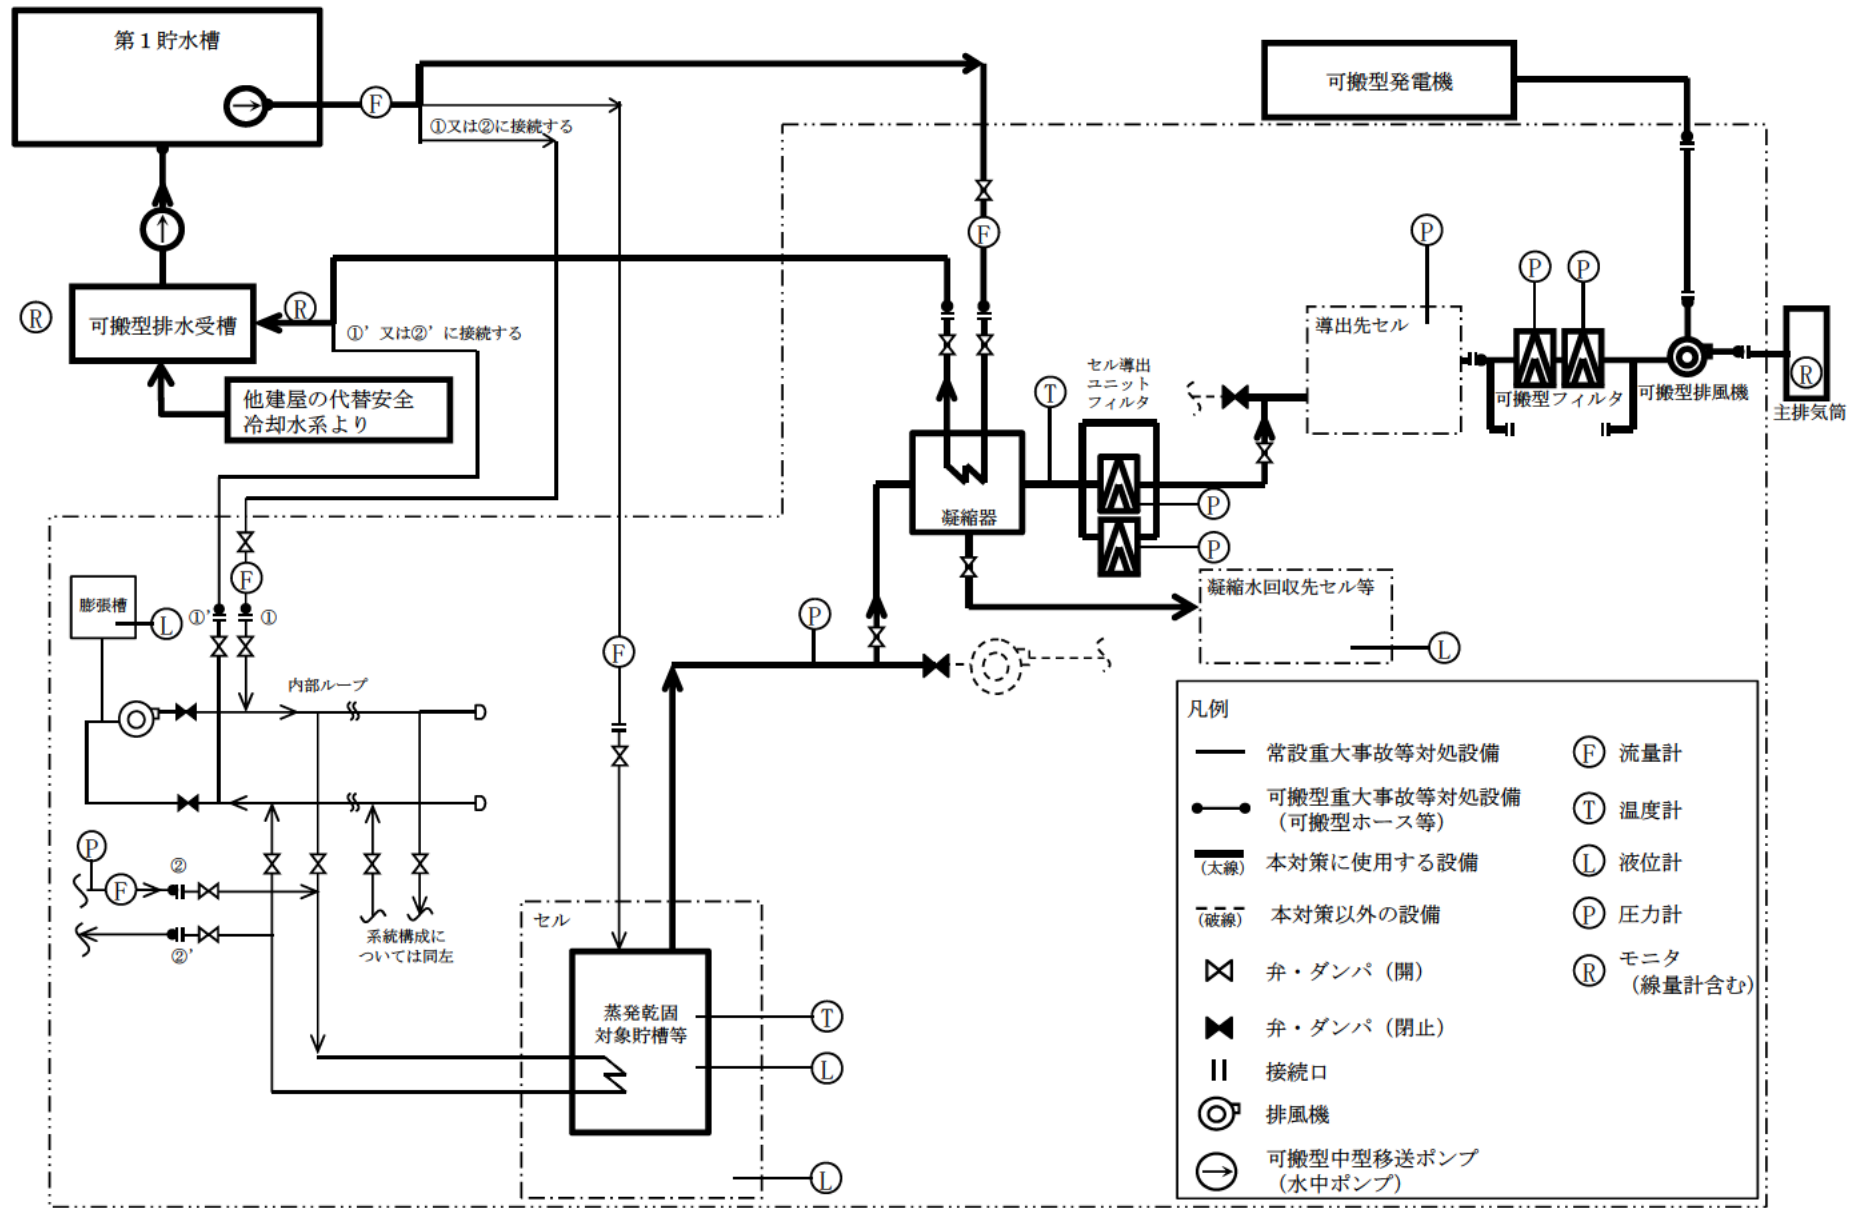 第１貯水槽
F
①又は②に接続する
可搬型発電機
F
P
P
P
R
可搬型排水受槽
R
①’又は②’に接続する
他建屋の代替安全
冷却水系より
導出先セル
可搬型フィルタ
可搬型排風機
R
主排気筒
セル導出
ユニット
フィルタ
T
凝縮器
P
P
凝縮水回収先セル等
L
膨張槽
L
①’
F
①
内部ループ
F
P
P
F
②
②’
系統構成に
ついては同左
セル
蒸発乾固
対象貯槽等
T
L
L
凡例
常設重大事故等対処設備
可搬型重大事故等対処設備
（可搬型ホース等）
（太線）
本対策に使用する設備
（破線）
本対策以外の設備
弁・ダンパ（開）
弁・ダンパ（閉止）
接続口
排風機
可搬型中型移送ポンプ
（水中ポンプ）
F 流量計
T 温度計
L 液位計
P 圧力計
R モニタ
（線量計含む）